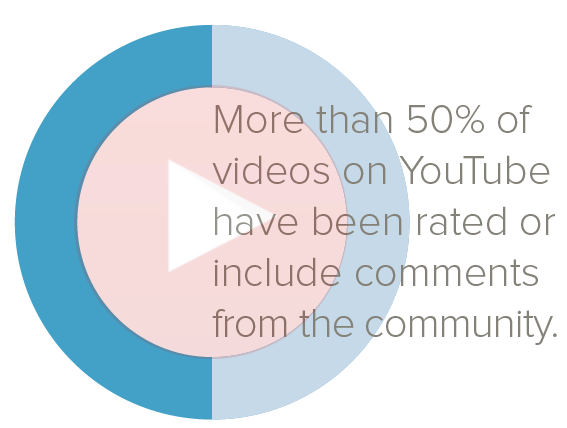 More than 50% of
videos on YouTube
have been rated or
include comments
from the community.